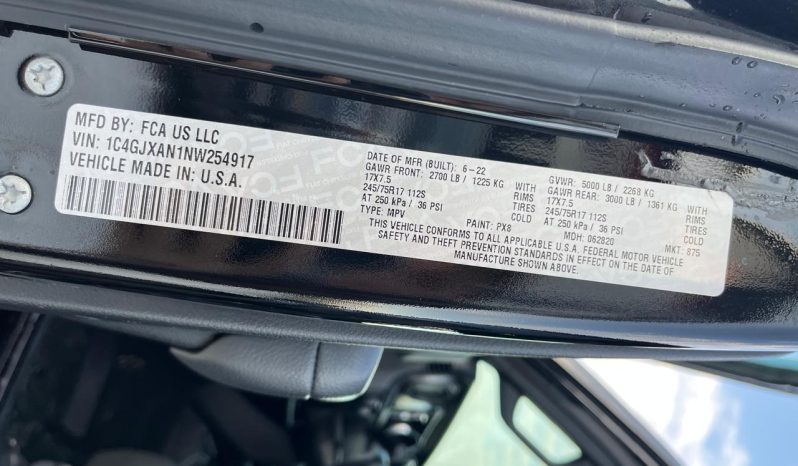 MFD BY: FCA US LLC
VIN: 1C4GJXAN1NW254917
VEHICLE MADE IN: U.S.A.
DATE OF MFR (BUILT): 6-22 GVWR: 5000 LB / 2268 KG
GAWR FRONT: 2700 LB / 1225 KG WITH GAWR REAR: 3000 LB / 1361 KG WITH
17X7.5 RIMS 17X7.5 RIMS
245/75R17 112S TIRES 245/75R17 112S TIRES
AT 250 kPa / 36 PSI COLD AT 250 kPa / 36 PSI COLD
TYPE: MPV PAINT: PX8 MDH: 062820 MKT: 875
THIS VEHICLE CONFORMS TO ALL APPLICABLE U.S.A. FEDERAL MOTOR VEHICLE
SAFETY AND THEFT PREVENTION STANDARDS IN EFFECT ON THE DATE OF
MANUFACTURE SHOWN ABOVE.